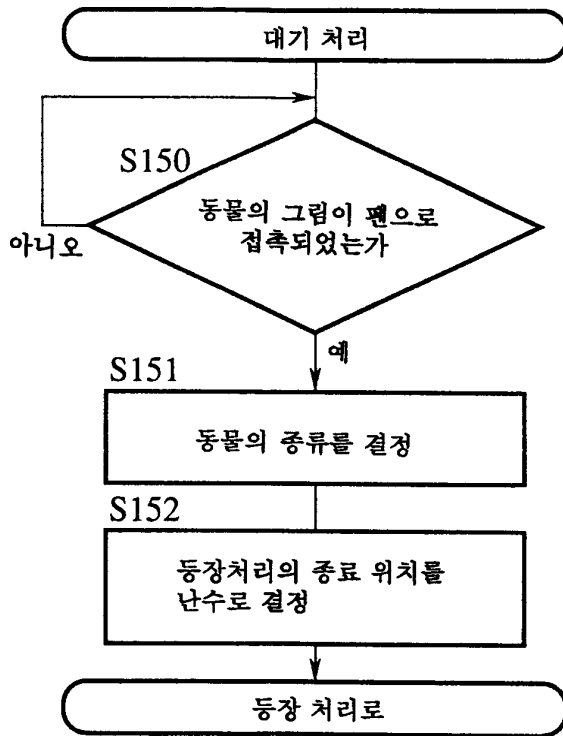 대기 처리
S150
동물의 그림이 펜으로
접촉되었는가
아니오
예
S151
동물의 종류를 결정
S152
등장처리의 종료 위치를
난수로 결정
등장 처리로